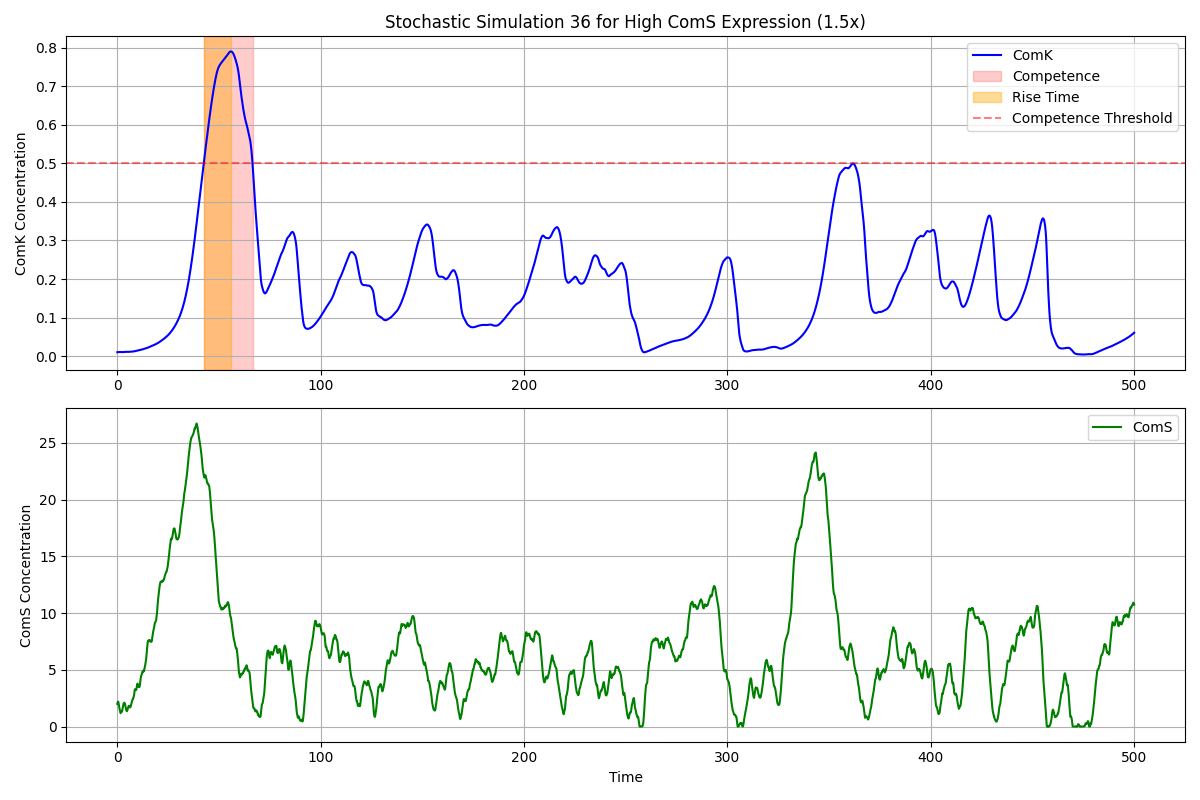 Stochastic Simulation 36 for High ComS Expression (1.5x)
ComK Concentration
0.8
0.7
0.6
0.5
0.4
0.3
0.2
0.1
0.0
ComK
Competence
Rise Time
Competence Threshold
0 100 200 300 400 500
ComS Concentration
25
20
15
10
5
0
ComS
0 100 200 300 400 500
Time